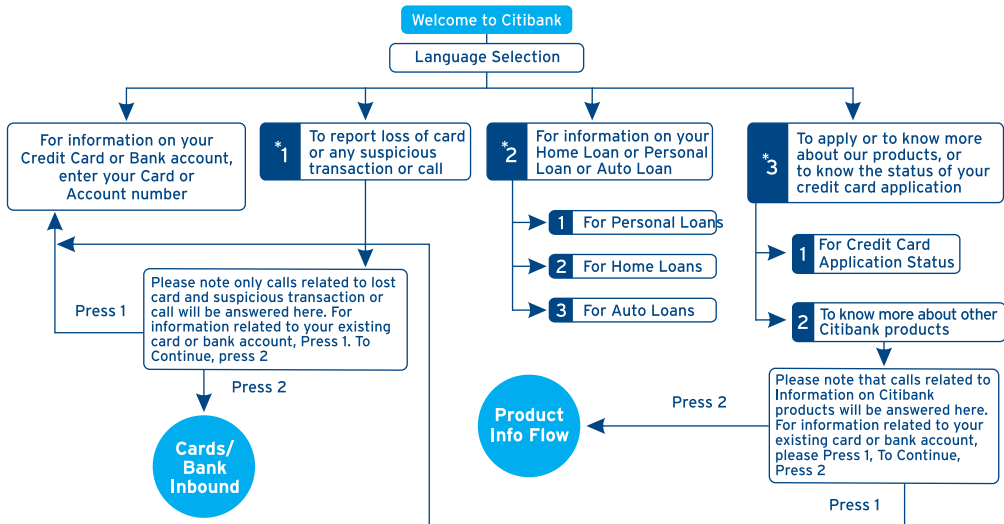 Welcome to Citibank
Language Selection
For information on your
Credit Card or Bank account,
enter your Card or
Account number
*1
To report loss of card
or any suspicious
transaction or call
*2
For information on your
Home Loan or Personal
Loan or Auto Loan
*3
To apply or to know more
about our products, or
to know the status of your
credit card application
1
For Personal Loans
2
For Home Loans
3
For Auto Loans
1
For Credit Card
Application Status
2
To know more about other
Citibank products
Press 1
Please note only calls related to lost
card and suspicious transaction or
call will be answered here. For
information related to your existing
card or bank account, Press 1. To
Continue, press 2
Press 2
Cards/
Bank
Inbound
Product
Info Flow
Press 2
Please note that calls related to
Information on Citibank
products will be answered here.
For information related to your
existing card or bank account,
please Press 1, To Continue,
Press 2
Press 1